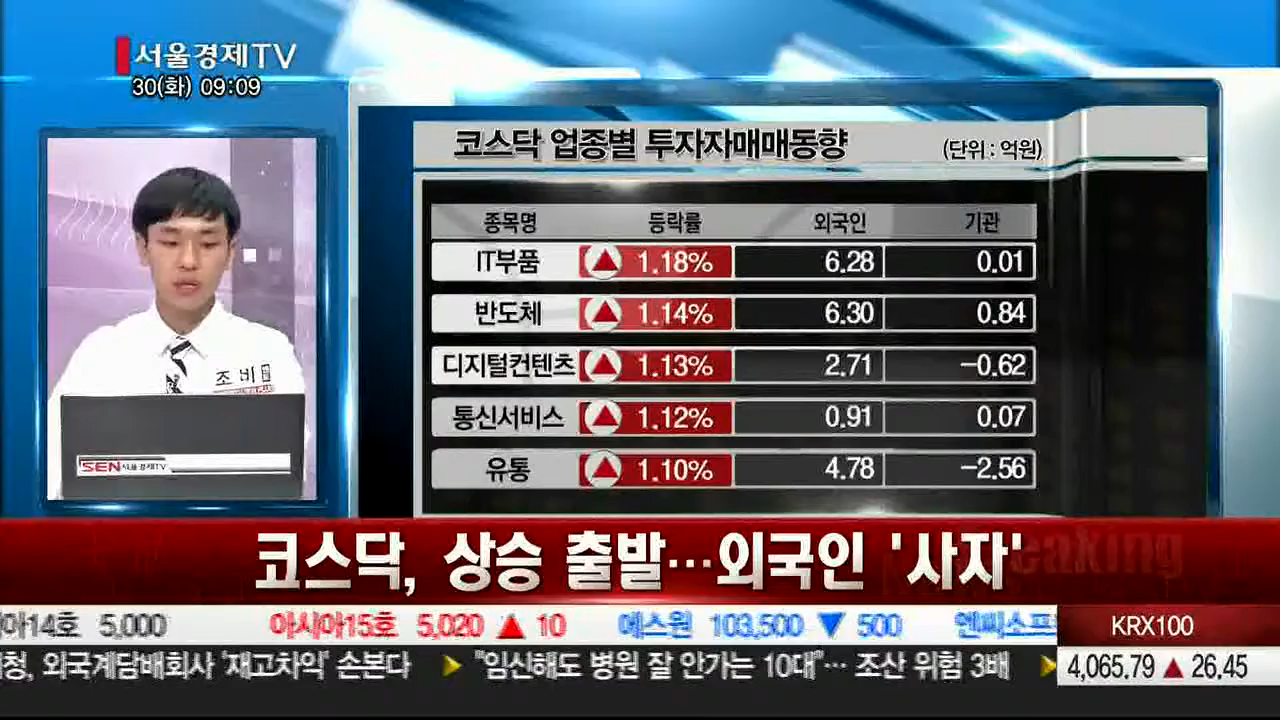 서울경제TV
30(화) 09:09
코스닥 업종별 투자자매매동향 (단위 : 억원)
종목명 등락률 외국인 기관
IT부품 ▲ 1.18% 6.28 0.01
반도체 ▲ 1.14% 6.30 0.84
디지털컨텐츠 ▲ 1.13% 2.71 -0.62
통신서비스 ▲ 1.12% 0.91 0.07
유통 ▲ 1.10% 4.78 -2.56
조비
SEN 서울경제TV
코스닥, 상승 출발…외국인 '사자'
아14호 5,000 아시아15호 5,020 ▲ 10 에스원 103,500 ▼ 500 엔씨소프
KRX100
청, 외국계담배회사 '재고차익' 손본다 ▶ "임신해도 병원 잘 안가는 10대"… 조산 위험 3배 ▶
4,065.79 ▲ 26.45